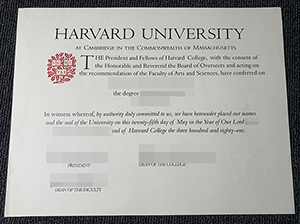 HARVARD UNIVERSITY
AT CAMBRIDGE IN THE COMMONWEALTH OF MASSACHUSETTS
THE President and Fellows of Harvard College, with the consent of
the Honorable and Reverend the Board of Overseers and acting on
the recommendation of the Faculty of Arts and Sciences, have conferred on
the degree
In witness whereof, by authority duly committed to us, we have hereunder placed our names
and the seal of the University on this twenty-fifth day of May in the Year of Our Lord
and of Harvard College the three hundred and eighty-one.
PRESIDENT
DEAN OF THE COLLEGE
DEAN OF THE FACULTY